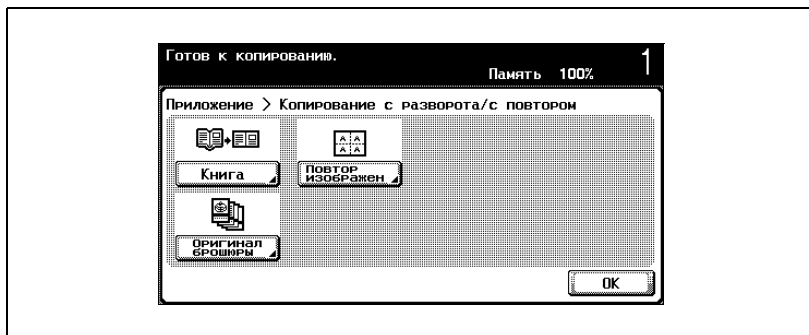 Готов к копированию.
Память 100%
1
Приложение > Копирование с разворота/с повтором
Книга
Повтор
изображен
Оригинал
брошюры
OK